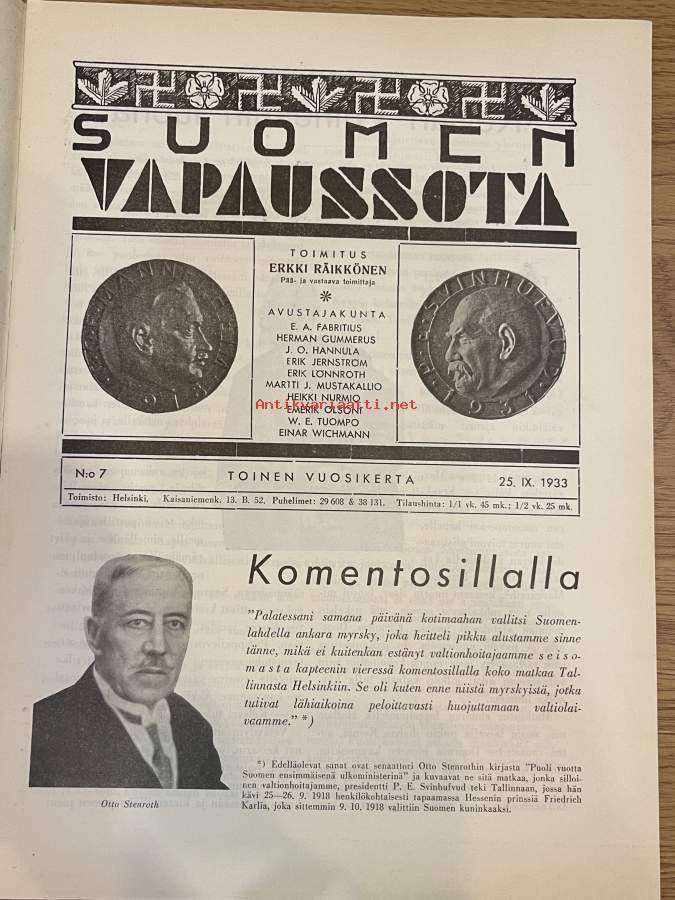 SUOMEN
VAPAUSSOTA
TOIMITUS
ERKKI RÄIKKÖNEN
Pää- ja vastaava toimittaja
*
AVUSTAJAKUNTA
E. A. FABRITIUS
HERMAN GUMMERUS
J. O. HANNULA
ERIK JERNSTRÖM
ERIK LÖNNROTH
MARTTI J. MUSTAKALLIO
HEIKKI NURMIO
Antikvariaatti.net
EMERIK OLSONI
W. E. TUOMPO
EINAR WICHMANN
P. E. SVINHUFVUD
1931
1918
N:o 7 TOINEN VUOSIKERTA 25. IX. 1933
Toimisto: Helsinki, Kaisaniemenk. 13. B. 52, Puhelimet: 29 608 & 38 131. Tilaushinta: 1/1 vk. 45 mk.; 1/2 vk. 25 mk.
Komentosillalla
"Palatessani samana päivänä kotimaahan vallitsi Suomen-
lahdella ankara myrsky, joka heitteli pikku alustamme sinne
tänne, mikä ei kuitenkaan estänyt valtionhoitajaamme seiso-
masta kapteenin vieressä komentosillalla koko matkaa Tal-
linnasta Helsinkiin. Se oli kuten enne niistä myrskyistä, jotka
tulivat lähiaikoina peloittavasti huojuttamaan valtiolai-
vaamme." *)
*) Edelläolevat sanat ovat senaattori Otto Stenrothin kirjasta "Puoli vuotta
Suomen ensimmäisenä ulkoministerinä" ja kuvaavat ne sitä matkaa, jonka silloi-
nen valtionhoitajamme, presidentti P. E. Svinhufvud teki Tallinnaan, jossa hän
kävi 25—26. 9. 1918 henkilökohtaisesti tapaamassa Hessenin prinssiä Friedrich
Karlia, joka sittemmin 9. 10. 1918 valittiin Suomen kuninkaaksi.
Otto Stenroth